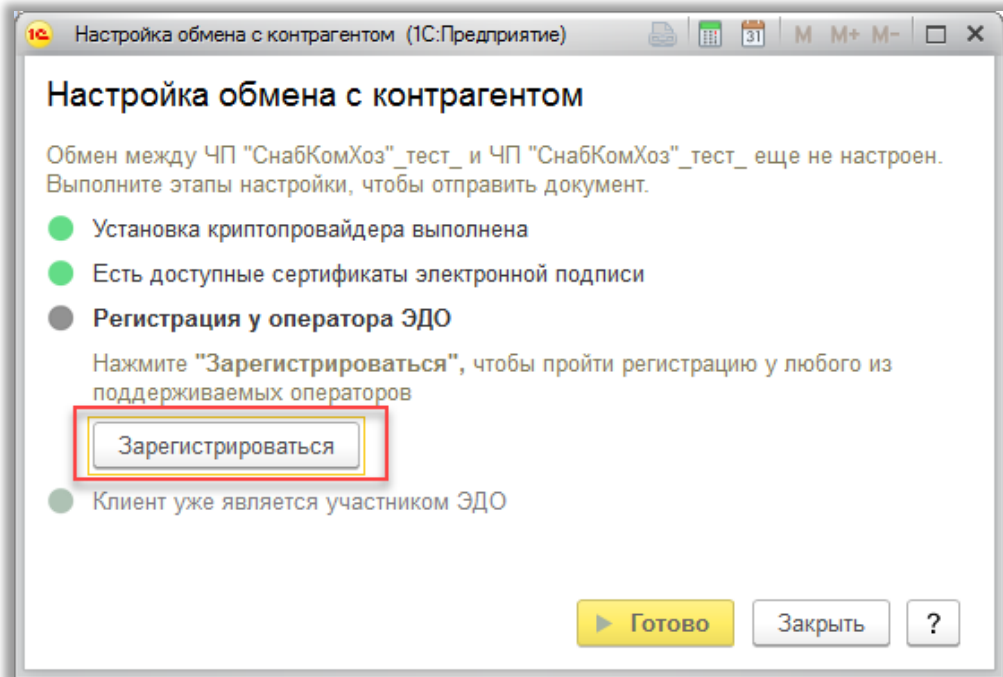 1С Настройка обмена с контрагентом (1С:Предприятие) 31 M M+ M-
Настройка обмена с контрагентом
Обмен между ЧП "СнабКомХоз"_тест_ и ЧП "СнабКомХоз"_тест_ еще не настроен.
Выполните этапы настройки, чтобы отправить документ.
Установка криптопровайдера выполнена
Есть доступные сертификаты электронной подписи
Регистрация у оператора ЭДО
Нажмите "Зарегистрироваться", чтобы пройти регистрацию у любого из
поддерживаемых операторов
Зарегистрироваться
Клиент уже является участником ЭДО
Готово Закрыть ?